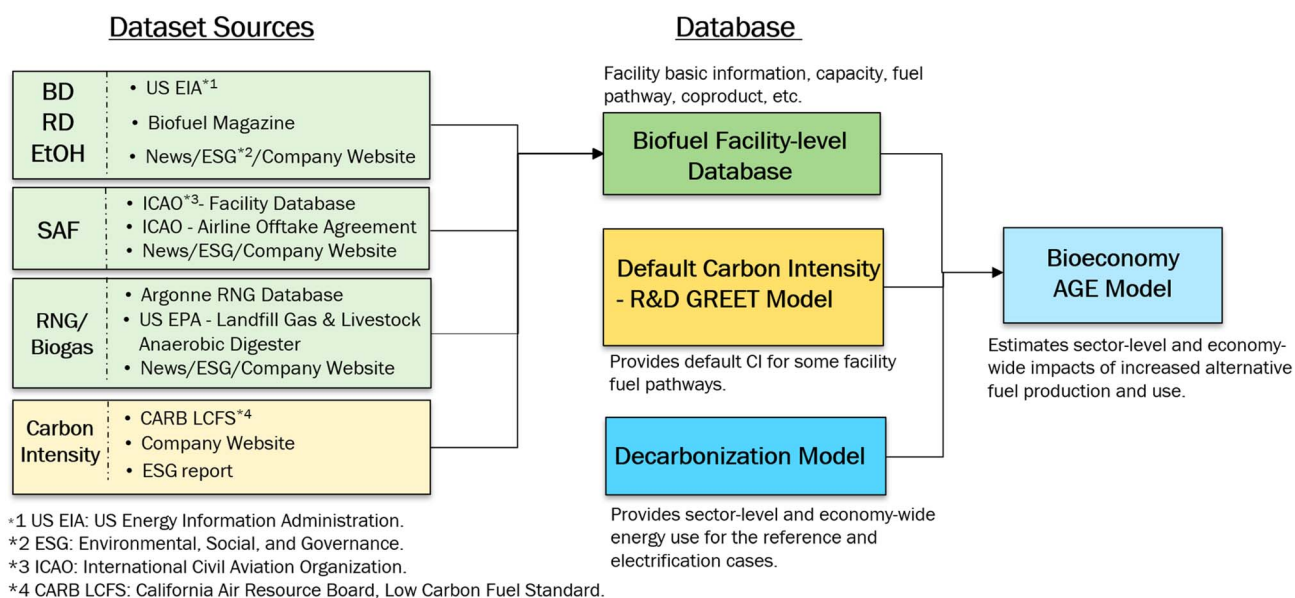 Dataset Sources
BD
RD
EtOH
• US EIA*1
• Biofuel Magazine
• News/ESG*2/Company Website
SAF
• ICAO*3- Facility Database
• ICAO - Airline Offtake Agreement
• News/ESG/Company Website
RNG/
Biogas
• Argonne RNG Database
• US EPA - Landfill Gas & Livestock
Anaerobic Digester
• News/ESG/Company Website
Carbon
Intensity
• CARB LCFS*4
• Company Website
• ESG report
*1 US EIA: US Energy Information Administration.
*2 ESG: Environmental, Social, and Governance.
*3 ICAO: International Civil Aviation Organization.
*4 CARB LCFS: California Air Resource Board, Low Carbon Fuel Standard.
Database
Facility basic information, capacity, fuel
pathway, coproduct, etc.
Biofuel Facility-level
Database
Default Carbon Intensity
- R&D GREET Model
Provides default CI for some facility
fuel pathways.
Decarbonization Model
Provides sector-level and economy-wide
energy use for the reference and
electrification cases.
Bioeconomy
AGE Model
Estimates sector-level and economy-
wide impacts of increased alternative
fuel production and use.